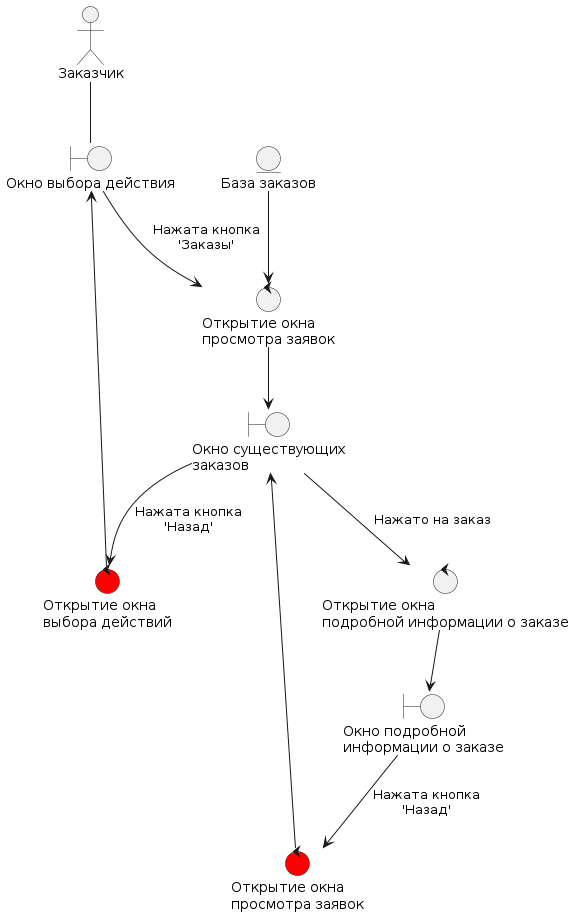 Заказчик
Окно выбора действия
База заказов
Нажата кнопка
'Заказы'
Открытие окна
просмотра заявок
Окно существующих
заказов
Нажата кнопка
'Назад'
Нажато на заказ
Открытие окна
выбора действий
Открытие окна
подробной информации о заказе
Окно подробной
информации о заказе
Нажата кнопка
'Назад'
Открытие окна
просмотра заявок